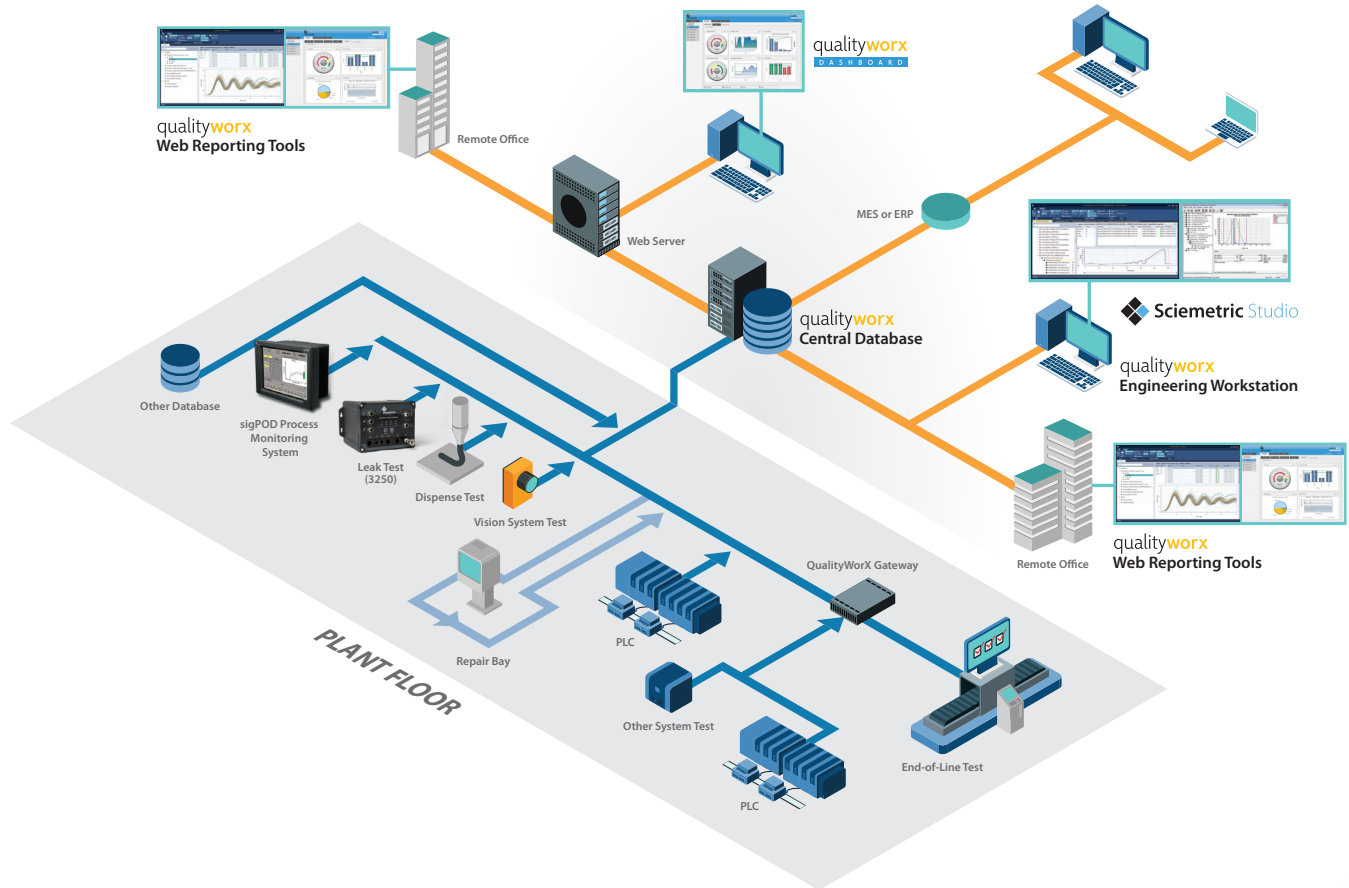 qualityworx
Web Reporting Tools
Remote Office
qualityworx
DASHBOARD
Web Server
MES or ERP
qualityworx
Central Database
Sciemetric Studio
qualityworx
Engineering Workstation
Other Database
sigPOD Process
Monitoring
System
Leak Test
(3250)
Dispense Test
Vision System Test
Repair Bay
PLANT FLOOR
PLC
QualityWorX Gateway
Other System Test
PLC
End-of-Line Test
Remote Office
qualityworx
Web Reporting Tools